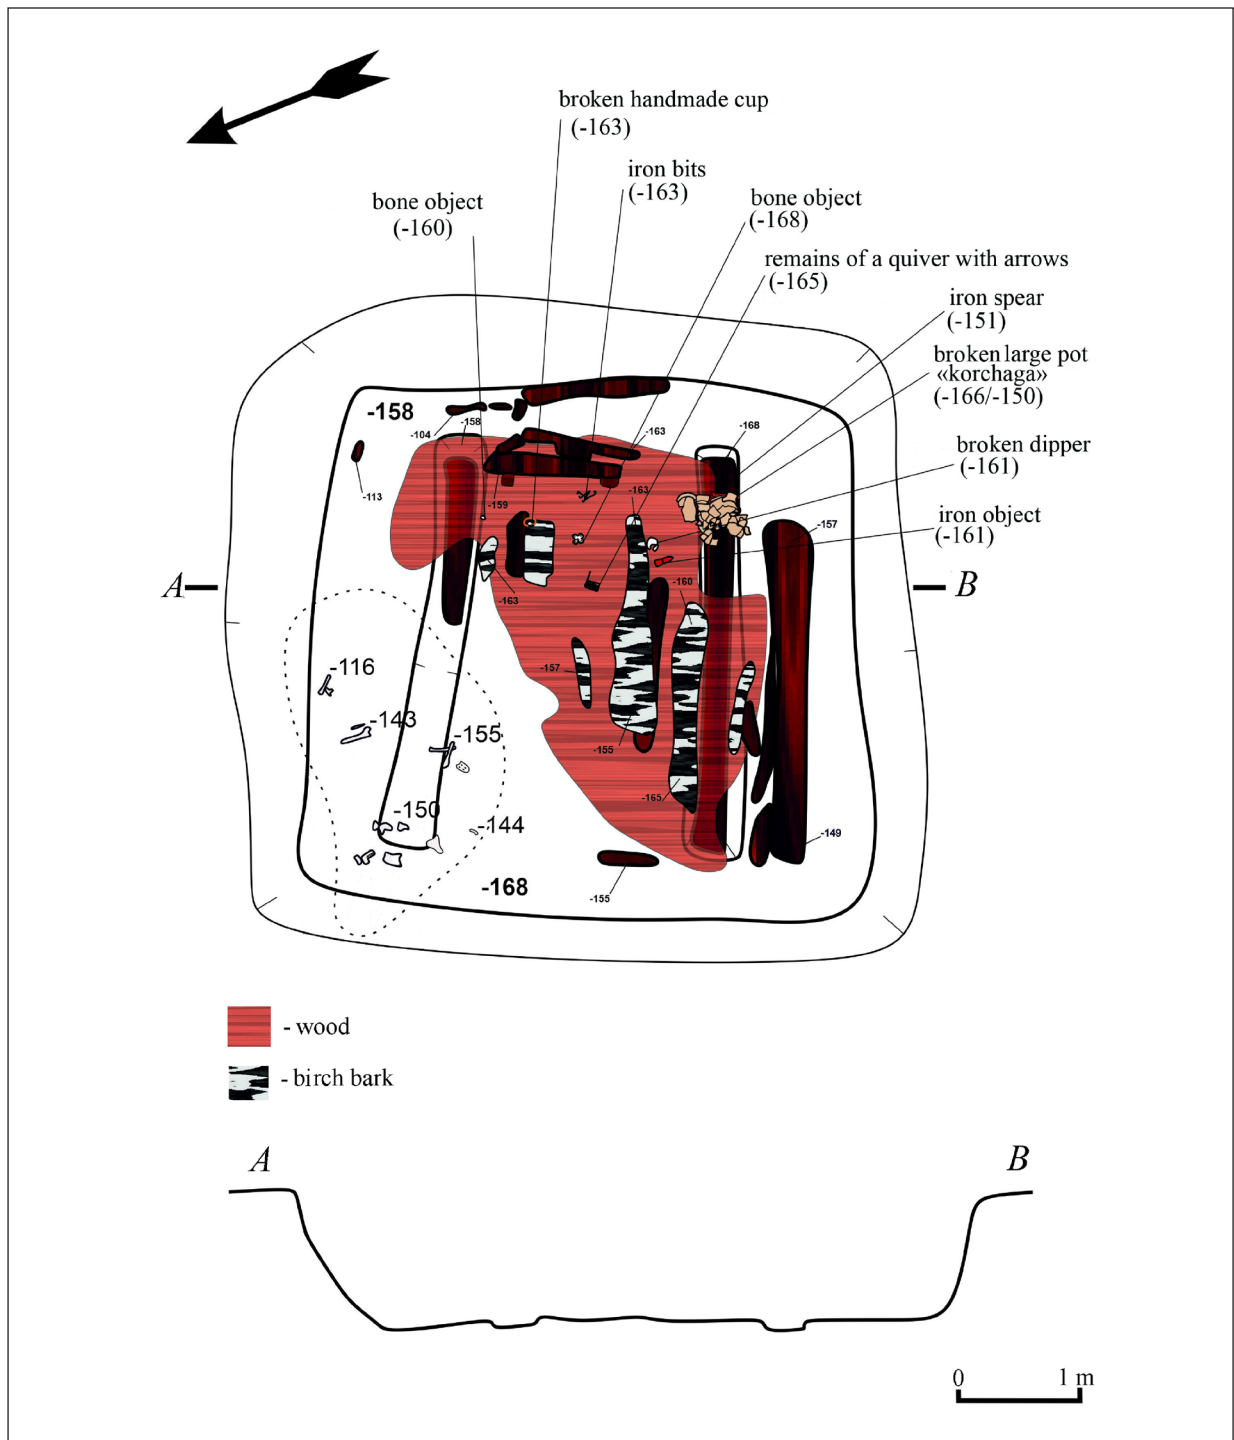 broken handmade cup
(-163)
iron bits
(-163)
bone object
(-160)
bone object
(-168)
remains of a quiver with arrows
(-165)
iron spear
(-151)
broken large pot
«korchaga»
(-166/-150)
broken dipper
(-161)
iron object
(-161)
-158
-104
-158
-163
-168
-113
-159
-163
-157
A
B
-163
-160
-116
-157
-143
-155
-155
-165
-150
-144
-149
-168
-155
- wood
- birch bark
A
B
0
1 m